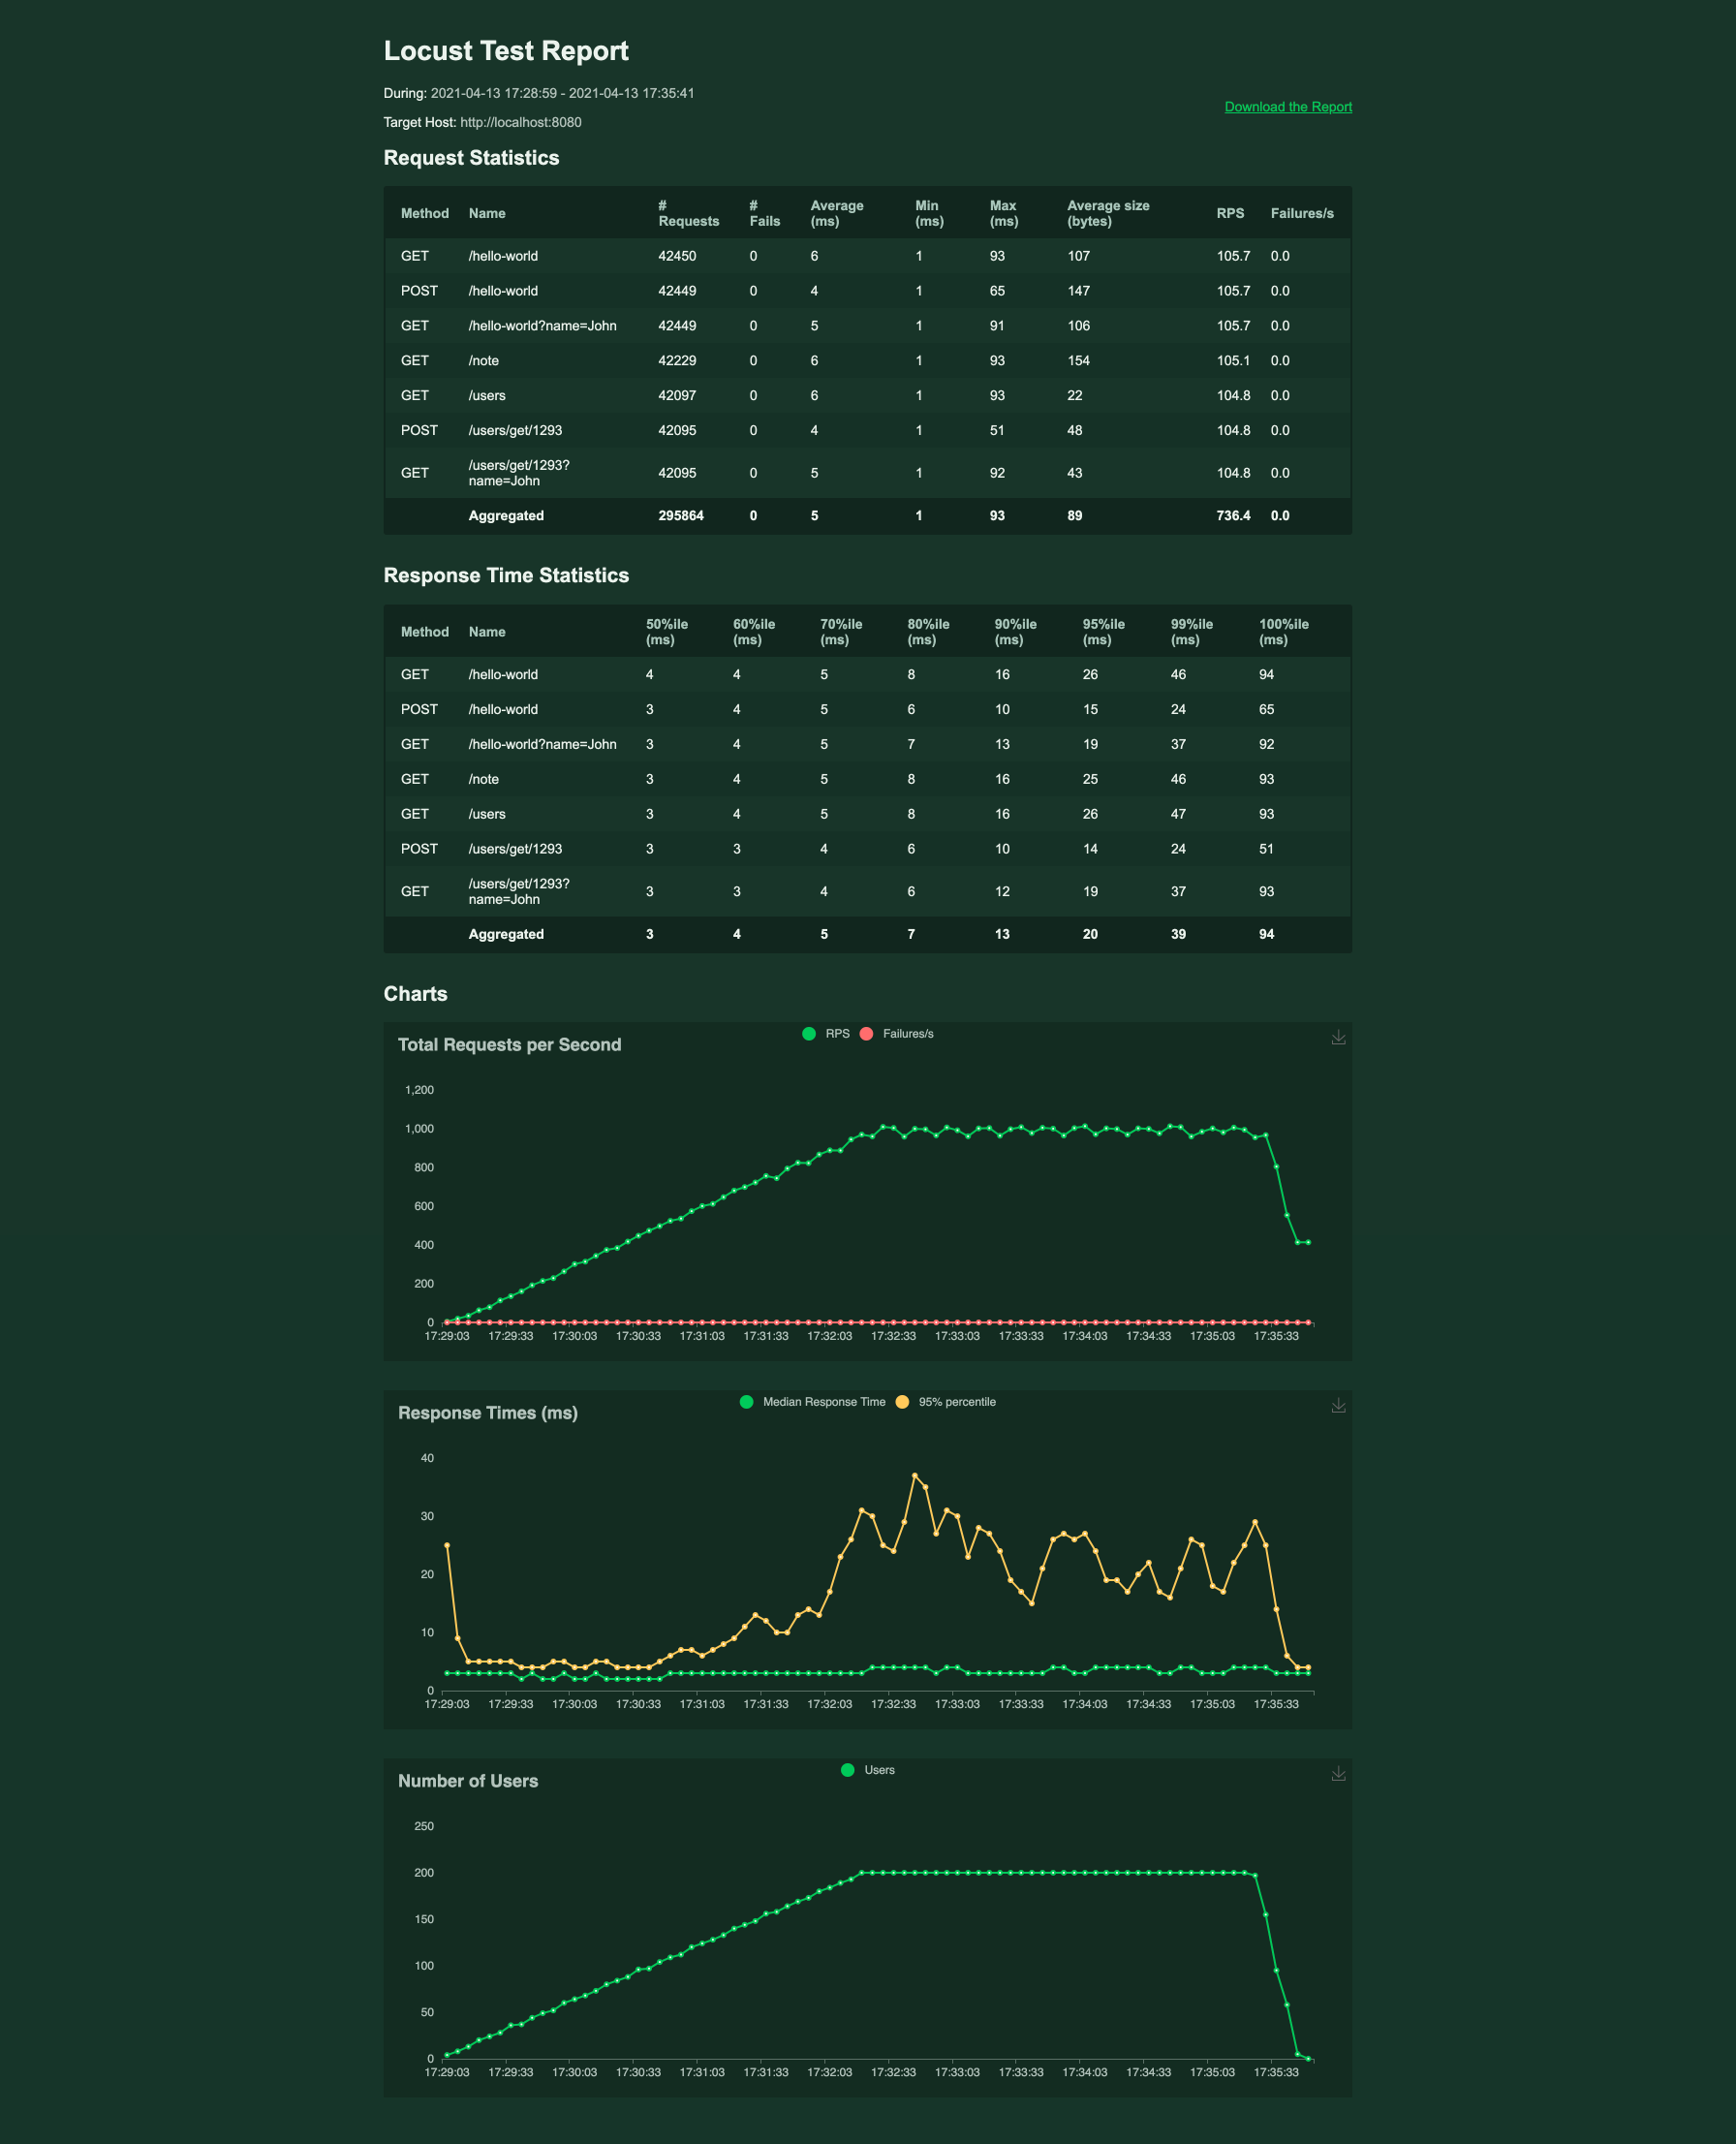 Locust Test Report
During: 2021-04-13 17:28:59 - 2021-04-13 17:35:41
Download the Report
Target Host: http://localhost:8080
Request Statistics
Method Name # Requests # Fails Average (ms) Min (ms) Max (ms) Average size (bytes) RPS Failures/s
GET /hello-world 42450 0 6 1 93 107 105.7 0.0
POST /hello-world 42449 0 4 1 65 147 105.7 0.0
GET /hello-world?name=John 42449 0 5 1 91 106 105.7 0.0
GET /note 42229 0 6 1 93 154 105.1 0.0
GET /users 42097 0 6 1 93 22 104.8 0.0
POST /users/get/1293 42095 0 4 1 51 48 104.8 0.0
GET /users/get/1293?name=John 42095 0 5 1 92 43 104.8 0.0
Aggregated 295864 0 5 1 93 89 736.4 0.0
Response Time Statistics
Method Name 50%ile (ms) 60%ile (ms) 70%ile (ms) 80%ile (ms) 90%ile (ms) 95%ile (ms) 99%ile (ms) 100%ile (ms)
GET /hello-world 4 4 5 8 16 26 46 94
POST /hello-world 3 4 5 6 10 15 24 65
GET /hello-world?name=John 3 4 5 7 13 19 37 92
GET /note 3 4 5 8 16 25 46 93
GET /users 3 4 5 8 16 26 47 93
POST /users/get/1293 3 3 4 6 10 14 24 51
GET /users/get/1293?name=John 3 3 4 6 12 19 37 93
Aggregated 3 4 5 7 13 20 39 94
Charts
RPS Failures/s
Total Requests per Second
1,200
1,000
800
600
400
200
0
17:29:03 17:29:33 17:30:03 17:30:33 17:31:03 17:31:33 17:32:03 17:32:33 17:33:03 17:33:33 17:34:03 17:34:33 17:35:03 17:35:33
Median Response Time 95% percentile
Response Times (ms)
40
30
20
10
0
17:29:03 17:29:33 17:30:03 17:30:33 17:31:03 17:31:33 17:32:03 17:32:33 17:33:03 17:33:33 17:34:03 17:34:33 17:35:03 17:35:33
Users
Number of Users
250
200
150
100
50
0
17:29:03 17:29:33 17:30:03 17:30:33 17:31:03 17:31:33 17:32:03 17:32:33 17:33:03 17:33:33 17:34:03 17:34:33 17:35:03 17:35:33